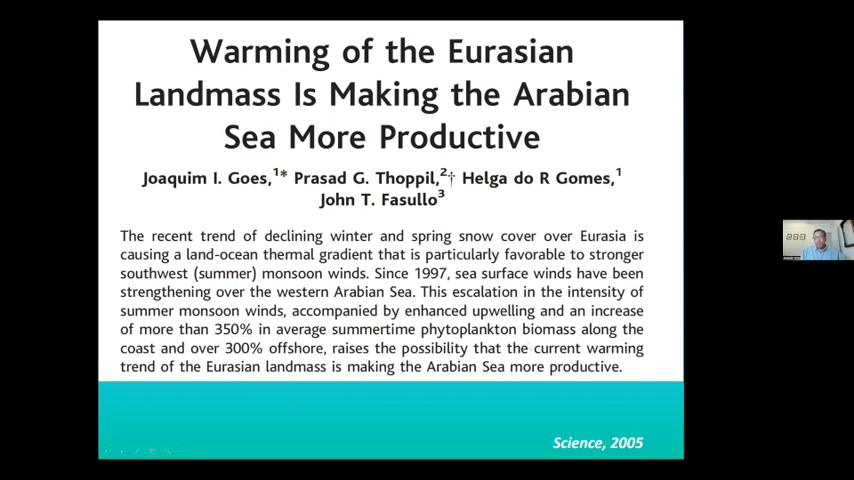 Warming of the Eurasian
Landmass Is Making the Arabian
Sea More Productive
Joaquim I. Goes,¹* Prasad G. Thoppil,²† Helga do R Gomes,¹
John T. Fasullo³
The recent trend of declining winter and spring snow cover over Eurasia is
causing a land-ocean thermal gradient that is particularly favorable to stronger
southwest (summer) monsoon winds. Since 1997, sea surface winds have been
strengthening over the western Arabian Sea. This escalation in the intensity of
summer monsoon winds, accompanied by enhanced upwelling and an increase
of more than 350% in average summertime phytoplankton biomass along the
coast and over 300% offshore, raises the possibility that the current warming
trend of the Eurasian landmass is making the Arabian Sea more productive.
Science, 2005